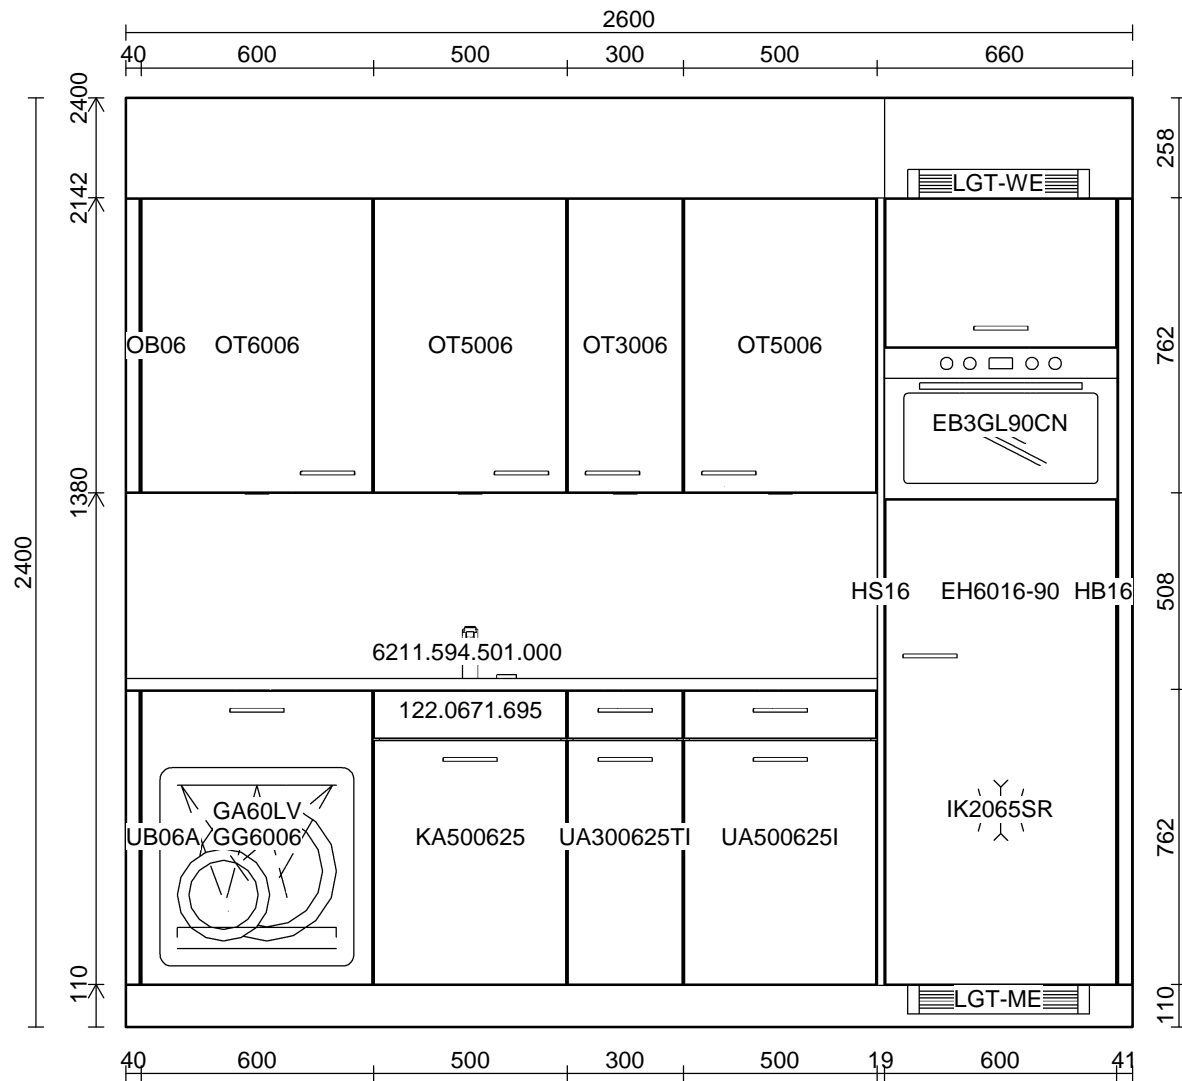 2600
40 600 500 300 500 660
2400
2142
1380
110
2400
258
762
508
762
110
LGT-WE
OB06 OT6006 OT5006 OT3006 OT5006
EB3GL90CN
HS16 EH6016-90 HB16
6211.594.501.000
122.0671.695
GA60LV
IK2065SR
UB06A GG6006 KA500625 UA300625TI UA500625I
LGT-ME
40 600 500 300 500 19 600 41